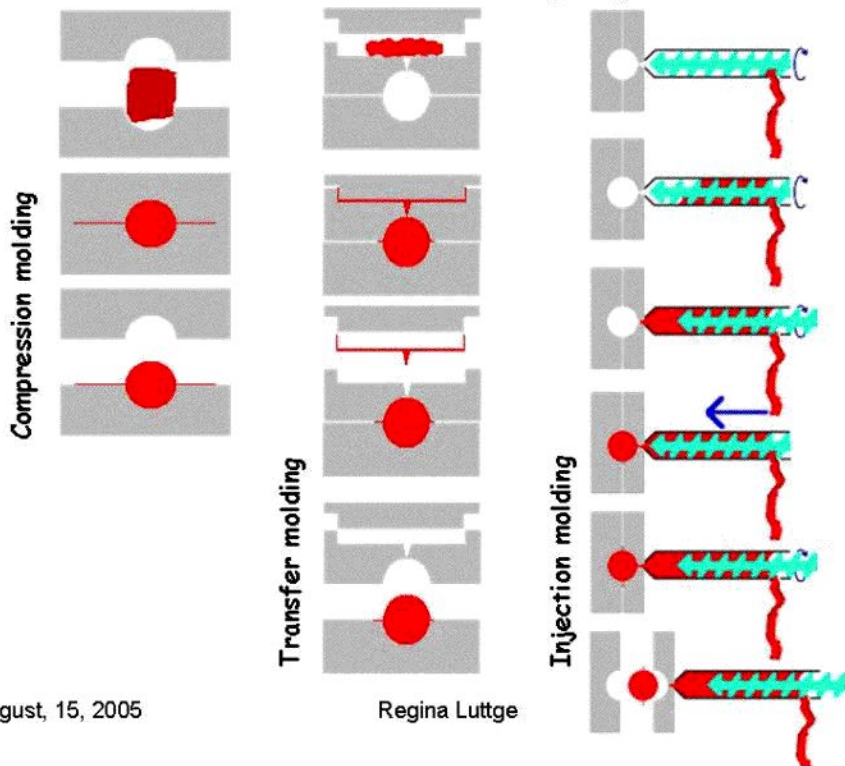 Compression molding
Transfer molding
Injection molding
gust, 15, 2005
Regina Luttge